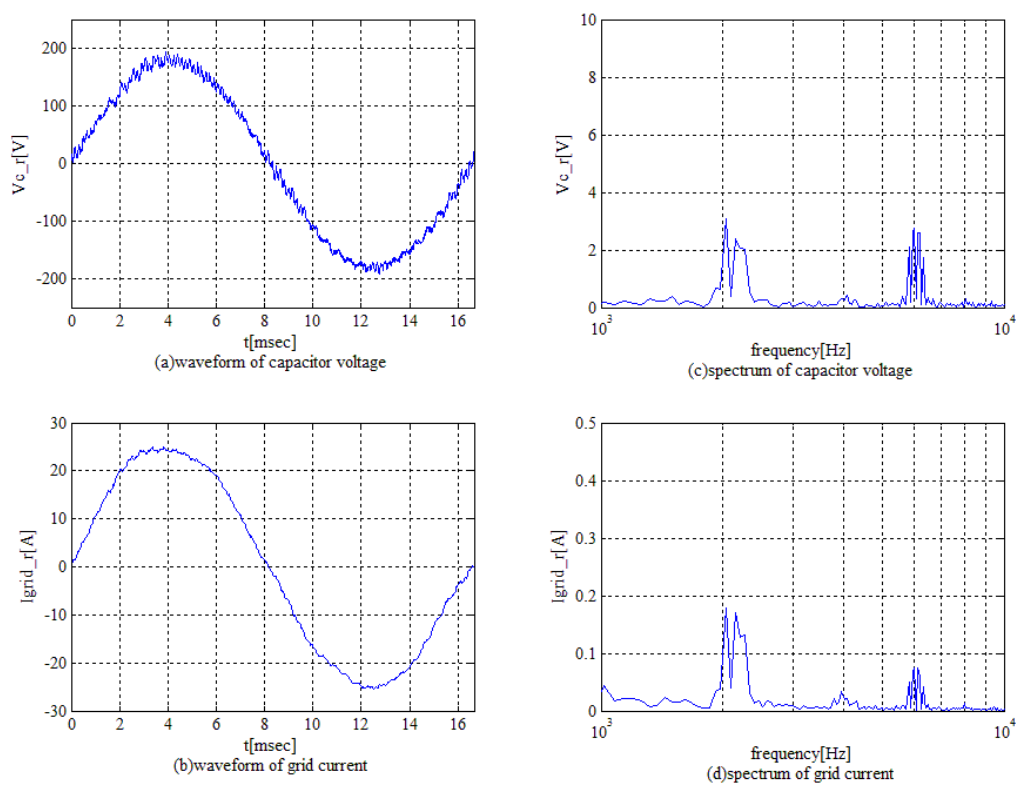 200
100
0
-100
-200
Vc_r[V]
0 2 4 6 8 10 12 14 16
t[msec]
(a)waveform of capacitor voltage
10
8
6
4
2
0
Vc_r[V]
10^3 10^4
frequency[Hz]
(c)spectrum of capacitor voltage
30
20
10
0
-10
-20
-30
Igrid_r[A]
0 2 4 6 8 10 12 14 16
t[msec]
(b)waveform of grid current
0.5
0.4
0.3
0.2
0.1
0
Igrid_r[A]
10^3 10^4
frequency[Hz]
(d)spectrum of grid current